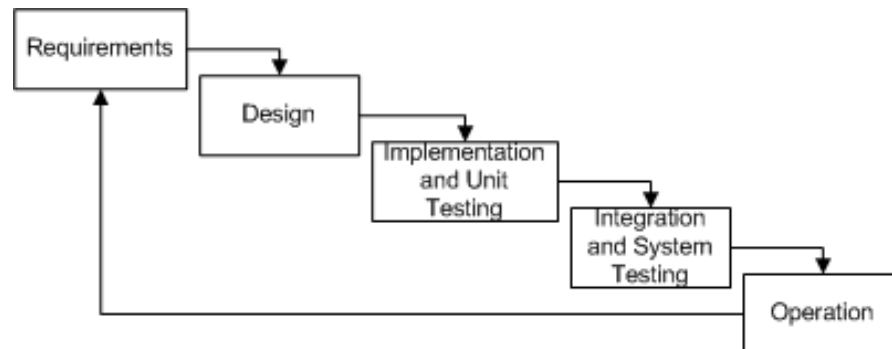 Requirements
Design
Implementation
and Unit
Testing
Integration
and System
Testing
Operation